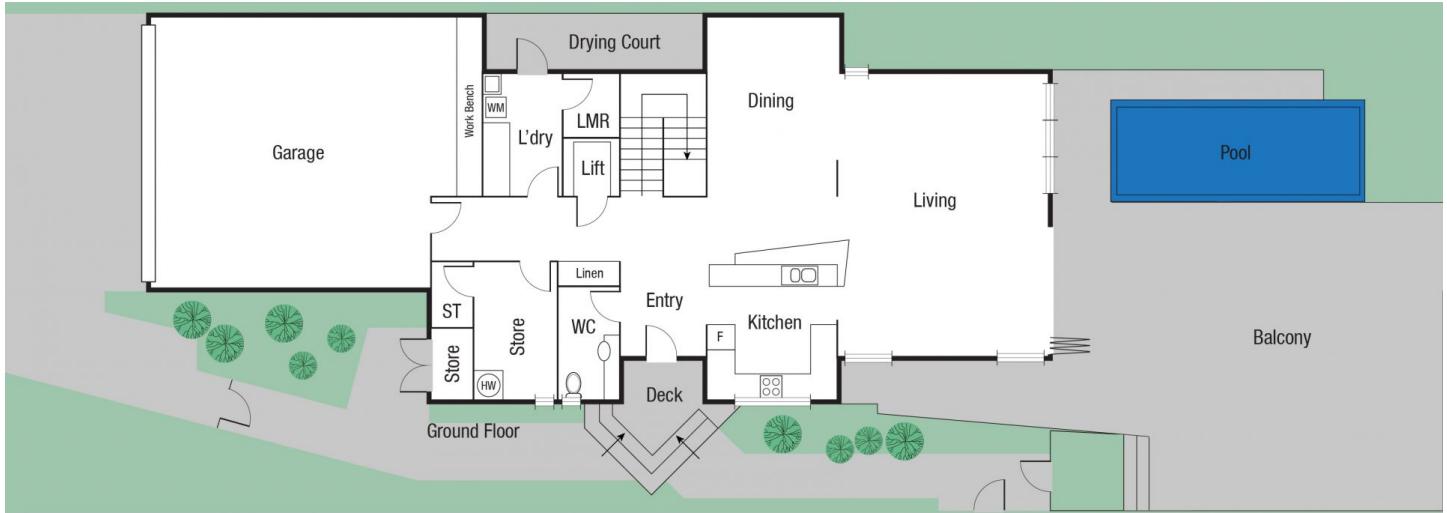 Drying Court
Work Bench
WM
L'dry
LMR
Lift
Dining
Garage
Pool
Living
Linen
ST
Store
Store
HW
WC
Entry
F
Kitchen
Deck
Balcony
Ground Floor